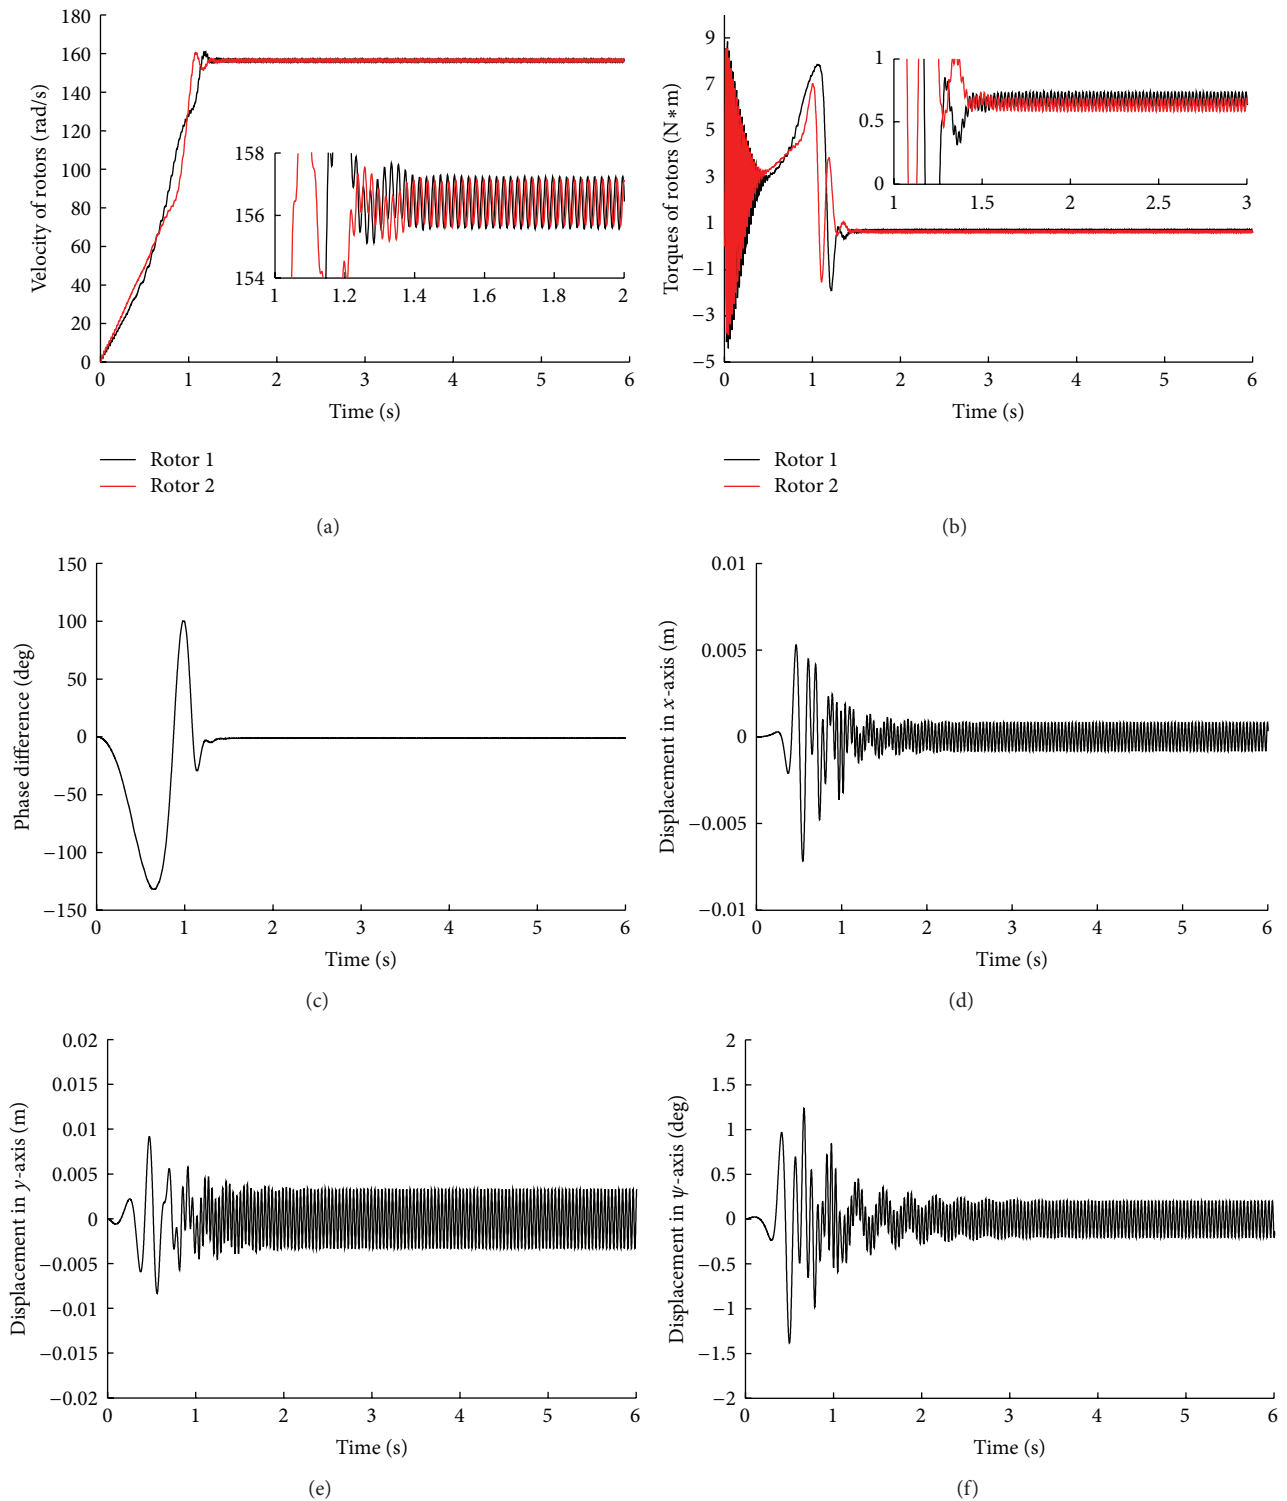 180
160
140
120
100
80
60
40
20
0
Velocity of rotors (rad/s)
158
156
154
1 1.2 1.4 1.6 1.8 2
0 1 2 3 4 5 6
Time (s)
Rotor 1
Rotor 2
(a)
9
7
5
3
1
−1
−3
−5
Torques of rotors (N∗m)
1
0.5
0
1 1.5 2 2.5 3
0 1 2 3 4 5 6
Time (s)
Rotor 1
Rotor 2
(b)
150
100
50
0
−50
−100
−150
Phase difference (deg)
0 1 2 3 4 5 6
Time (s)
(c)
0.01
0.005
0
−0.005
−0.01
Displacement in x-axis (m)
0 1 2 3 4 5 6
Time (s)
(d)
0.02
0.015
0.01
0.005
0
−0.005
−0.01
−0.015
−0.02
Displacement in y-axis (m)
0 1 2 3 4 5 6
Time (s)
(e)
2
1.5
1
0.5
0
−0.5
−1
−1.5
−2
Displacement in ψ-axis (deg)
0 1 2 3 4 5 6
Time (s)
(f)